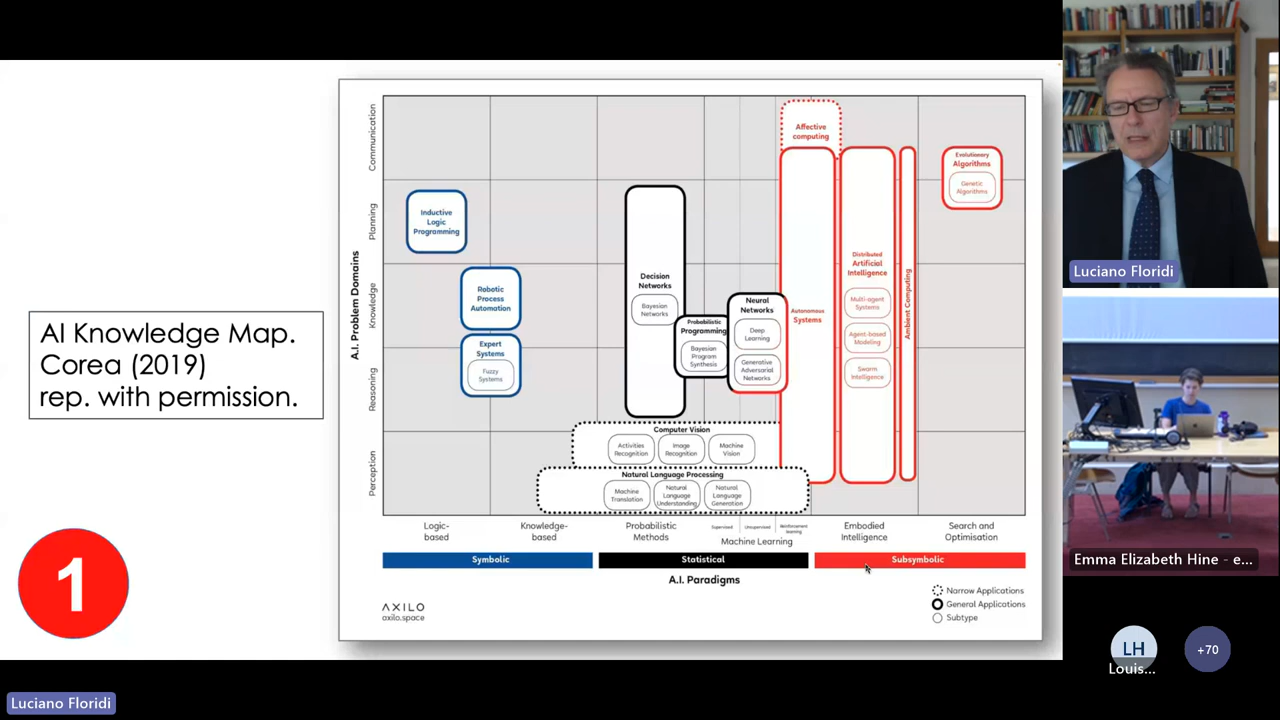 AI Knowledge Map.
Corea (2019)
rep. with permission.
1
A.I. Problem Domains
Communication
Planning
Knowledge
Reasoning
Perception
Inductive
Logic
Programming
Robotic
Process
Automation
Expert
Systems
Fuzzy
Systems
Decision
Networks
Bayesian
Networks
Probabilistic
Programming
Bayesian
Program
Synthesis
Neural
Networks
Deep
Learning
Generative
Adversarial
Networks
Affective
computing
Autonomous
Systems
Distributed
Artificial
Intelligence
Multi-agent
Systems
Agent-based
Modeling
Swarm
Intelligence
Ambient Computing
Evolutionary
Algorithms
Genetic
Algorithms
Computer Vision
Activities
Recognition
Image
Recognition
Machine
Vision
Natural Language Processing
Machine
Translation
Natural
Language
Understanding
Natural
Language
Generation
Logic-
based
Knowledge-
based
Probabilistic
Methods
Supervised
Unsupervised
Reinforcement
learning
Machine Learning
Embodied
Intelligence
Search and
Optimisation
Symbolic
Statistical
Subsymbolic
A.I. Paradigms
AXILO
axilo.space
Narrow Applications
General Applications
Subtype
Luciano Floridi
Emma Elizabeth Hine - e...
LH
Louis...
+70
Luciano Floridi